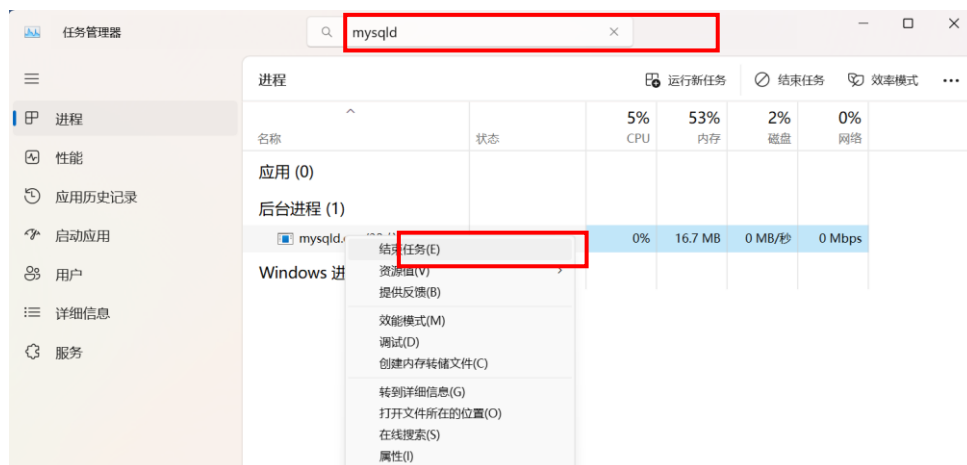 任务管理器
mysqld
进程
运行新任务
结束任务
效率模式
进程
性能
应用历史记录
启动应用
用户
详细信息
服务
5% 53% 2% 0%
名称 状态 CPU 内存 磁盘 网络
应用 (0)
后台进程 (1)
mysqld. 0% 16.7 MB 0 MB/秒 0 Mbps
Windows 进
结束任务(E)
资源值(V)
提供反馈(B)
效能模式(M)
调试(D)
创建内存转储文件(C)
转到详细信息(G)
打开文件所在的位置(O)
在线搜索(S)
属性(I)